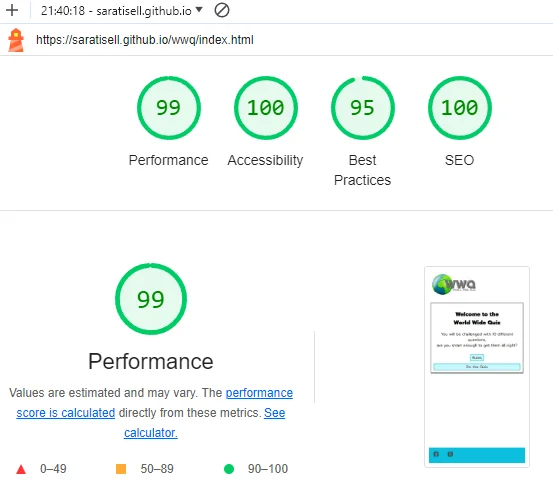 21:40:18 - saratisell.github.io
https://saratisell.github.io/wwq/index.html
99
100
95
100
Performance
Accessibility
Best
Practices
SEO
99
Performance
Values are estimated and may vary. The performance
score is calculated directly from these metrics. See
calculator.
0–49
50–89
90–100
wwq
Welcome to the
World Wide Quiz
You will be challenged with 10 different
questions,
are you smart enough to get them all right?
Rules
Do the Quiz